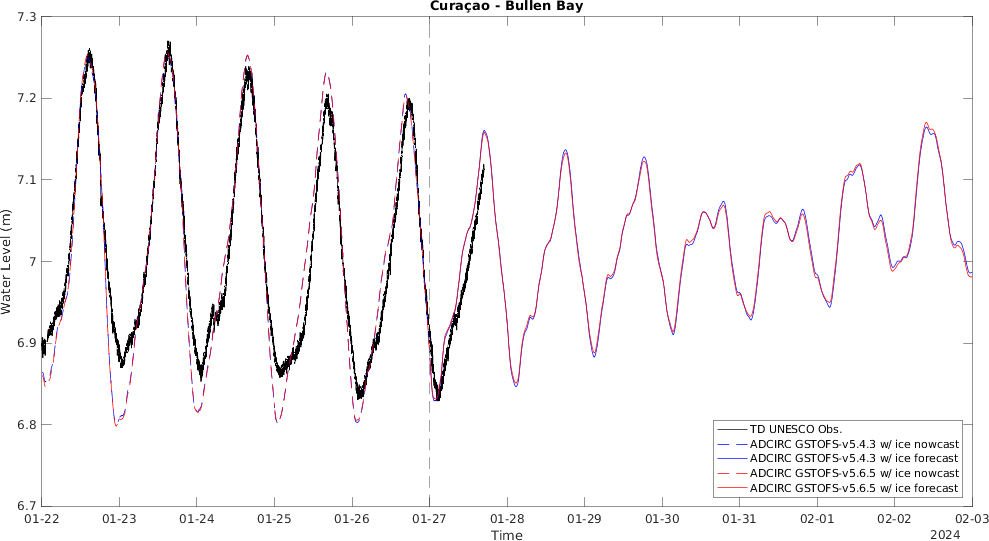 Curaçao - Bullen Bay
7.3
7.2
7.1
7
6.9
6.8
6.7
Water Level (m)
01-22 01-23 01-24 01-25 01-26 01-27 01-28 01-29 01-30 01-31 02-01 02-02 02-03
Time
2024
TD UNESCO Obs.
ADCIRC GSTOFS-v5.4.3 w/ ice nowcast
ADCIRC GSTOFS-v5.4.3 w/ ice forecast
ADCIRC GSTOFS-v5.6.5 w/ ice nowcast
ADCIRC GSTOFS-v5.6.5 w/ ice forecast